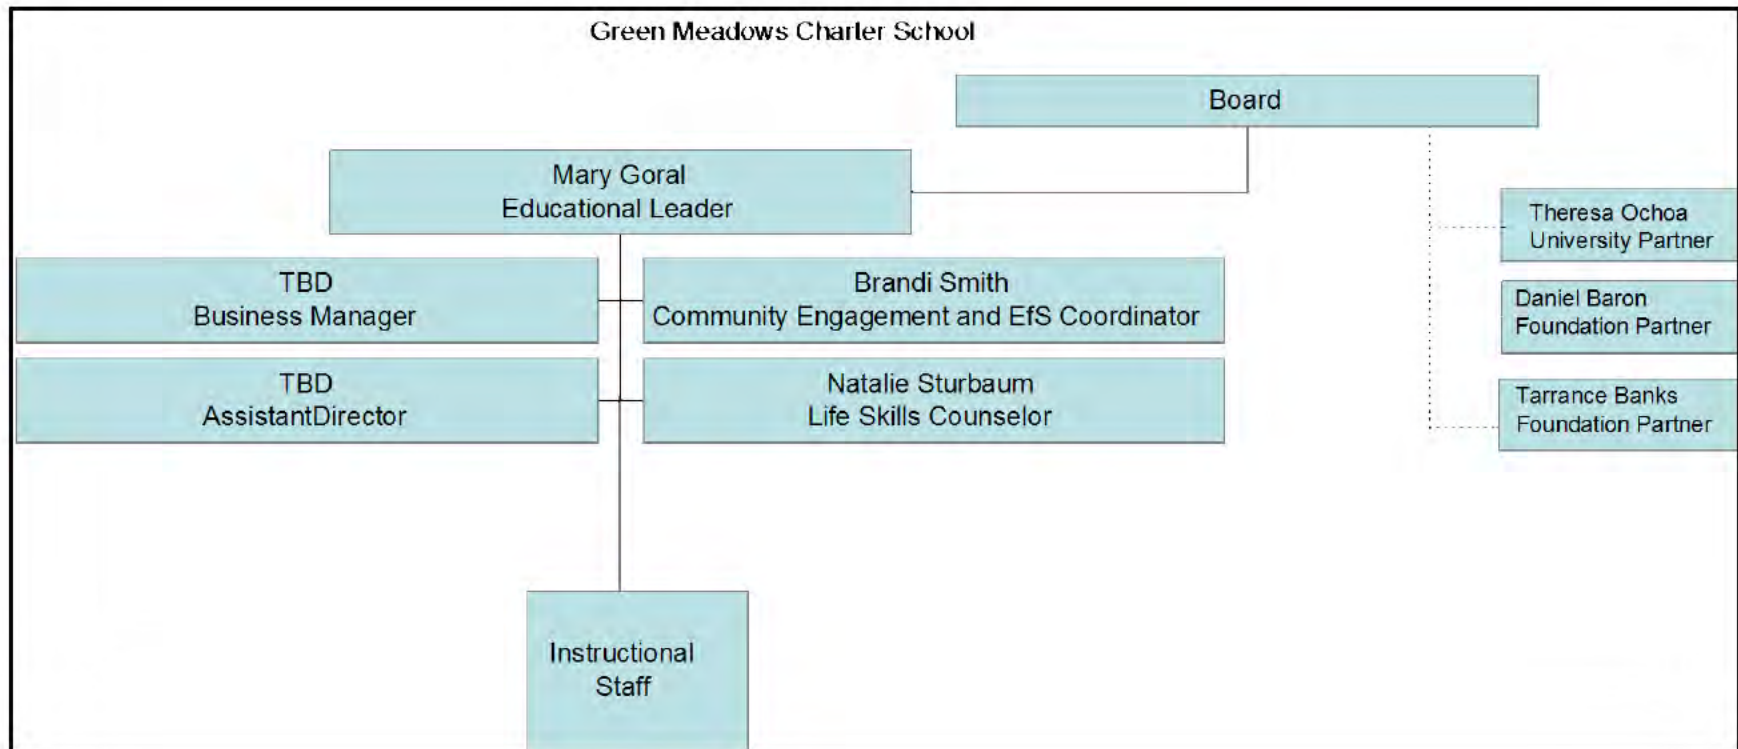 Green Meadows Charter School
Board
Mary Goral
Educational Leader
Theresa Ochoa
University Partner
TBD
Business Manager
Brandi Smith
Community Engagement and EfS Coordinator
Daniel Baron
Foundation Partner
TBD
AssistantDirector
Natalie Sturbaum
Life Skills Counselor
Tarrance Banks
Foundation Partner
Instructional
Staff